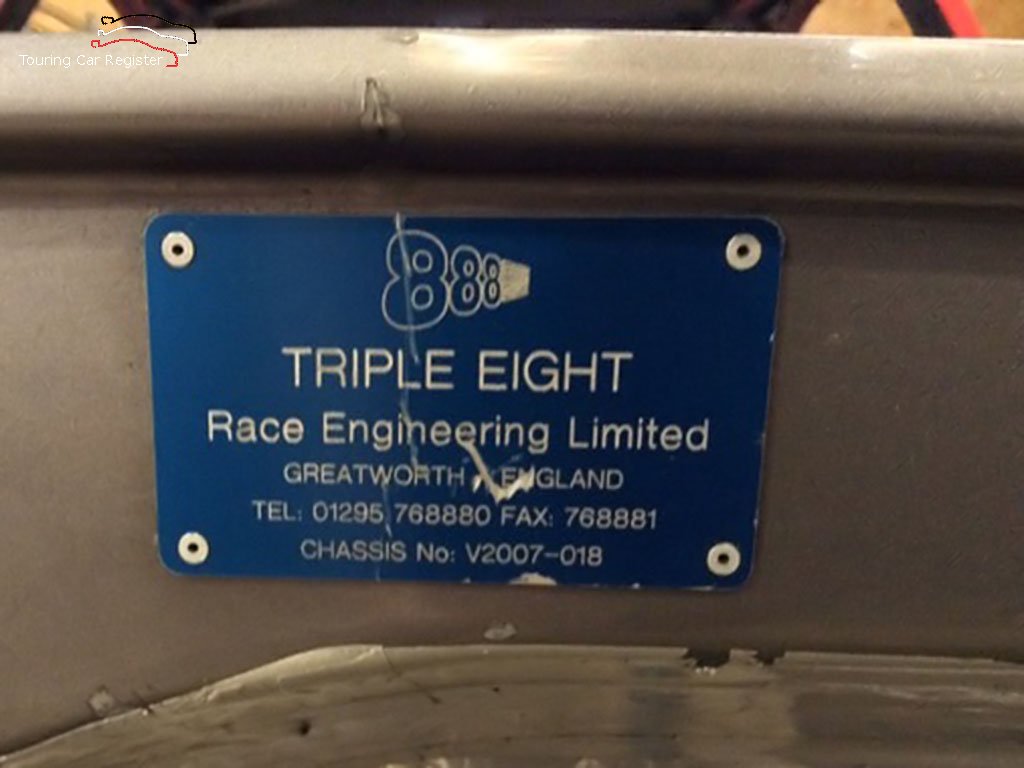 Touring Car Register
888
TRIPLE EIGHT
Race Engineering Limited
GREATWORTH, ENGLAND
TEL: 01295 768880 FAX: 768881
CHASSIS No: V2007-018